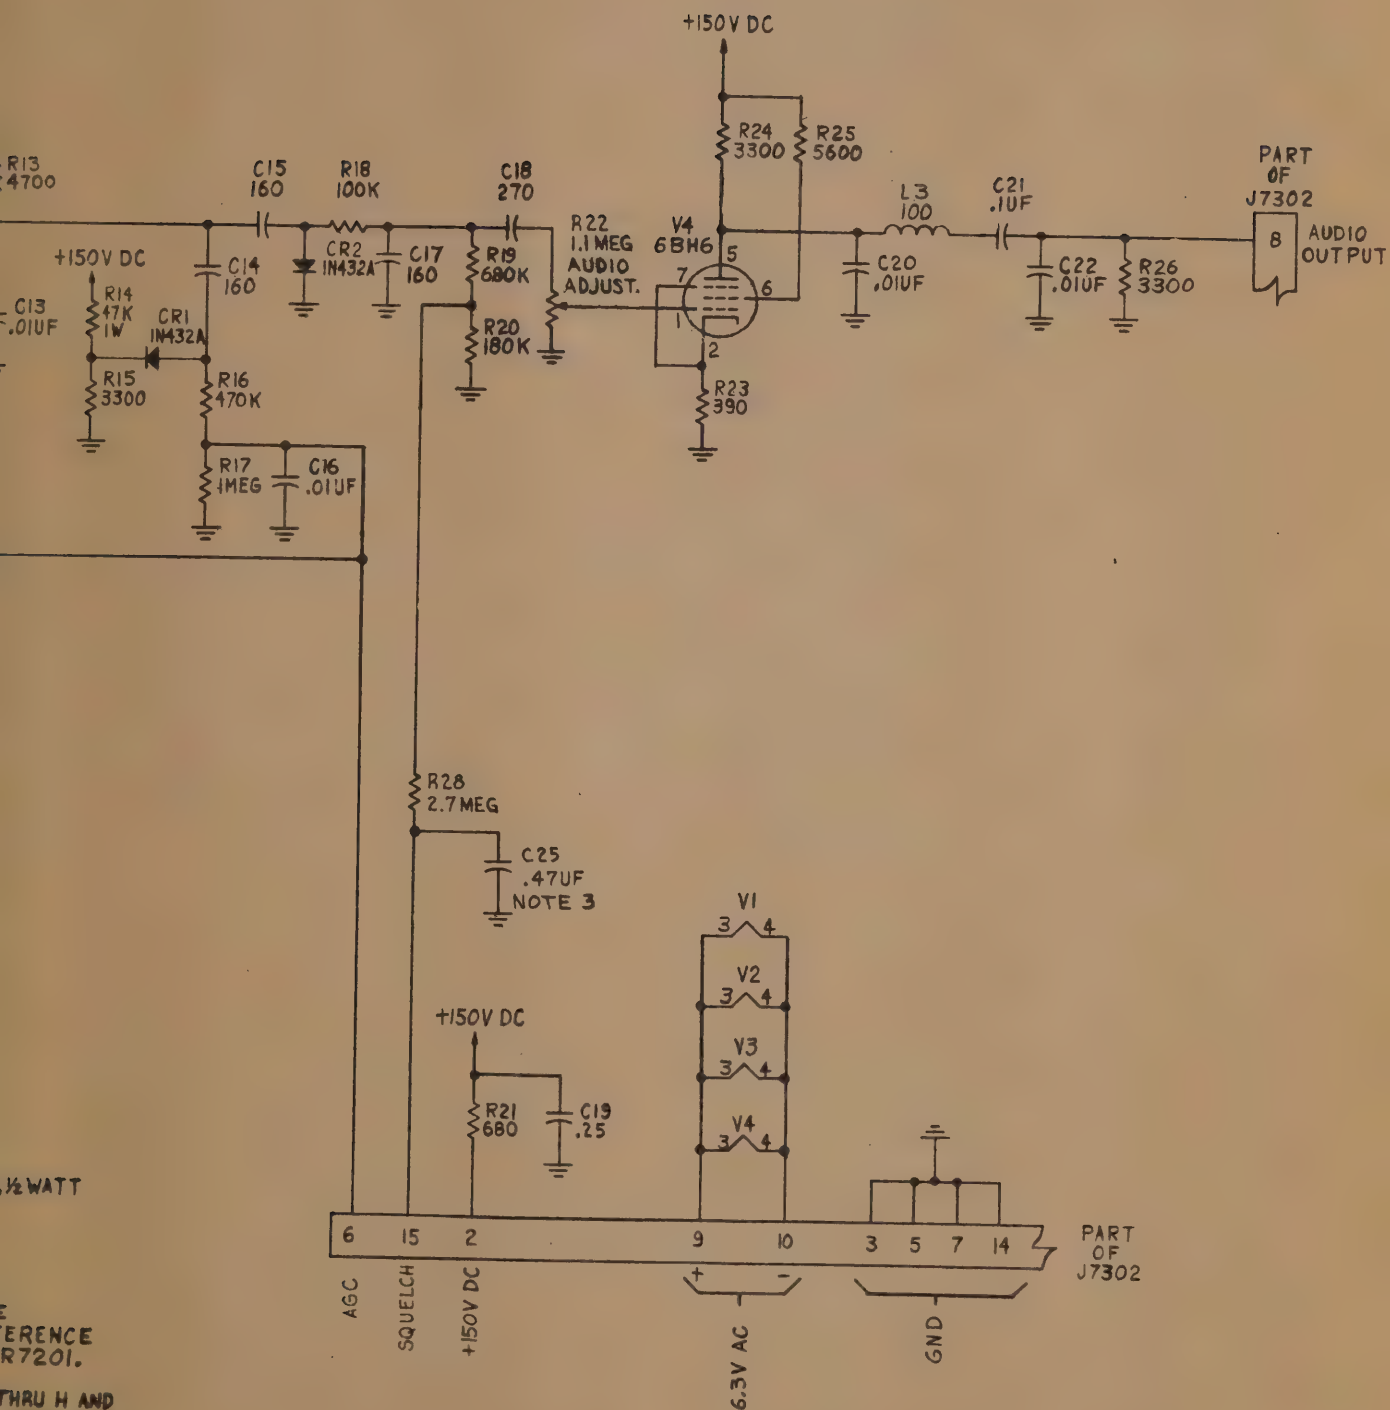 +150V DC
R13
4700
C15
160
R18
100K
C18
270
R24
3300
R25
5600
PART
OF
J7302
8
AUDIO
OUTPUT
L3
100
C21
.1UF
R22
1.1 MEG
AUDIO
ADJUST.
V4
6BH6
5
7
6
1
2
+150V DC
C14
160
CR2
1N432A
C17
160
R19
680K
C20
.01UF
C22
.01UF
R26
3300
C13
.01UF
R14
47K
1W
CR1
1N432A
R20
180K
R15
3300
R16
470K
R23
390
R17
1MEG
C16
.01UF
R28
2.7 MEG
C25
.47UF
NOTE 3
V1
3 4
V2
3 4
V3
3 4
V4
3 4
+150V DC
R21
680
C19
.25
½ WATT
6 15 2 9 10 3 5 7 14
PART
OF
J7302
+ -
AGC
SQUELCH
+150V DC
6.3V AC
GND
ERENCE
R7201.
THRU H AND